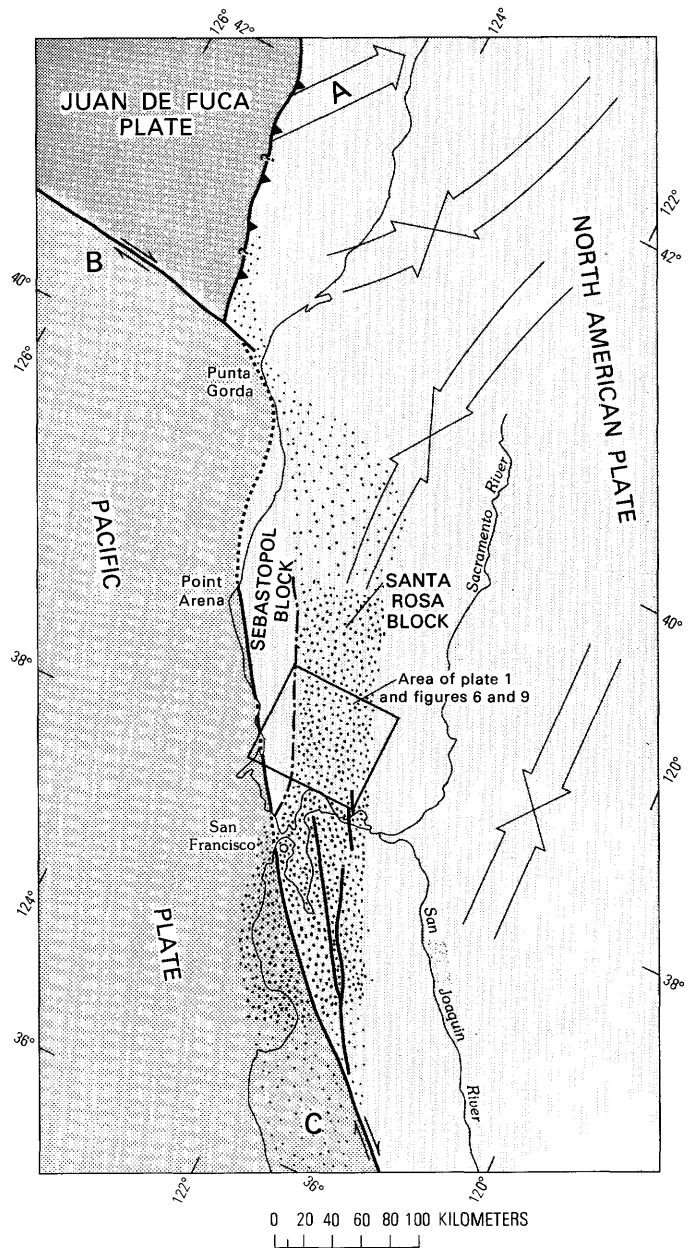 126°
42°
124°
JUAN DE FUCA
PLATE
A
?
122°
42°
NORTH AMERICAN PLATE
B
?
40°
126°
Punta
Gorda
PACIFIC
PLATE
Sacramento River
Point
Arena
SEBASTOPOL
BLOCK
SANTA
ROSA
BLOCK
40°
38°
Area of plate 1
and figures 6 and 9
120°
San
Francisco
124°
San Joaquin River
38°
36°
C
122°
36°
120°
0 20 40 60 80 100 KILOMETERS